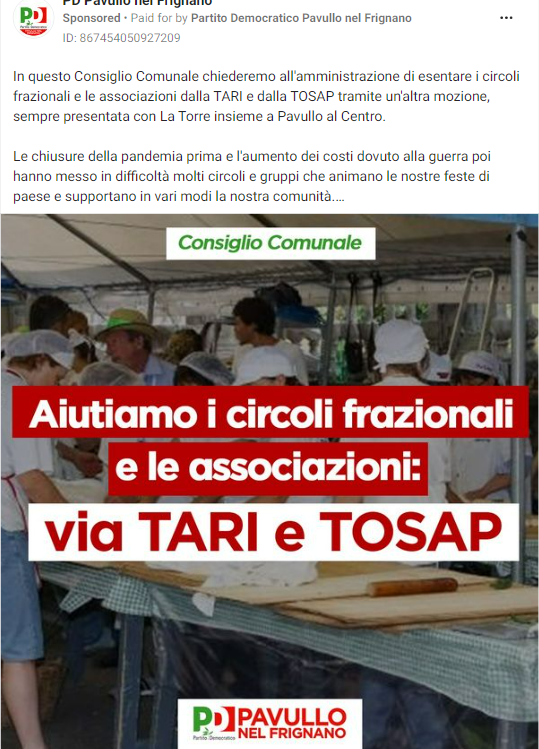 PD Pavullo nel Frignano
Sponsored • Paid for by Partito Democratico Pavullo nel Frignano
ID: 867454050927209
In questo Consiglio Comunale chiederemo all'amministrazione di esentare i circoli
frazionali e le associazioni dalla TARI e dalla TOSAP tramite un'altra mozione,
sempre presentata con La Torre insieme a Pavullo al Centro.
Le chiusure della pandemia prima e l'aumento dei costi dovuto alla guerra poi
hanno messo in difficoltà molti circoli e gruppi che animano le nostre feste di
paese e supportano in vari modi la nostra comunità....
Consiglio Comunale
Aiutiamo i circoli frazionali
e le associazioni:
via TARI e TOSAP
PD PAVULLO
Partito Democratico NEL FRIGNANO